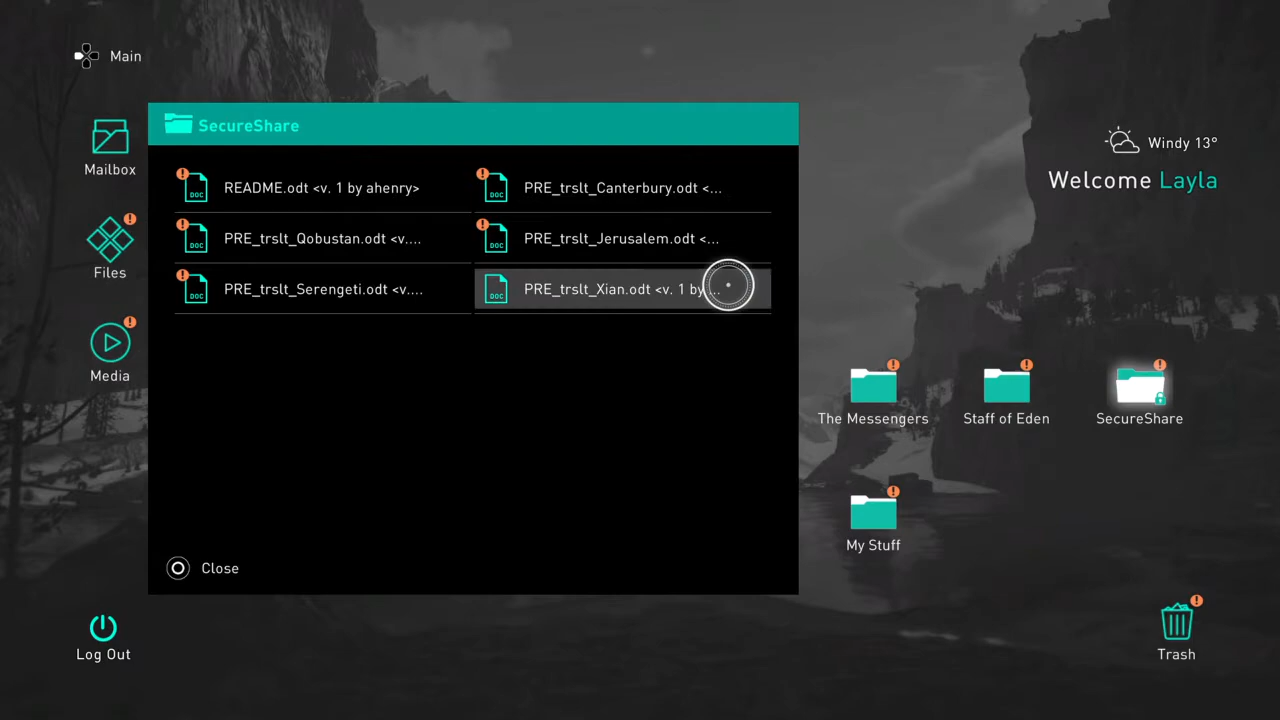 Main
SecureShare
Mailbox
README.odt <v. 1 by ahenry>
PRE_trslt_Canterbury.odt <...
PRE_trslt_Qobustan.odt <v....
PRE_trslt_Jerusalem.odt <...
Files
PRE_trslt_Serengeti.odt <v....
PRE_trslt_Xian.odt <v. 1 by ...
Media
Close
Log Out
Windy 13°
Welcome Layla
The Messengers
Staff of Eden
SecureShare
My Stuff
Trash